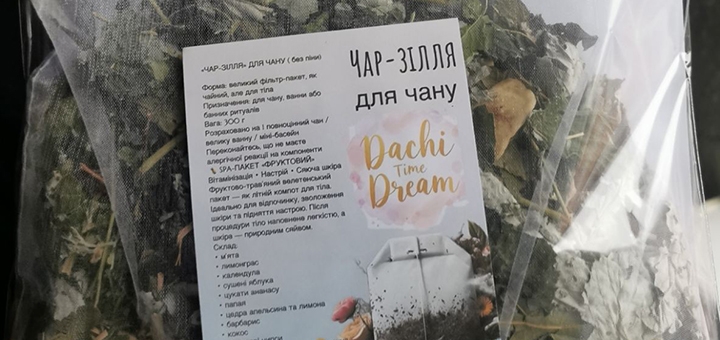 «ЧАР-ЗІЛЛЯ» ДЛЯ ЧАНУ ( без піни)
Форма: великий фільтр-пакет, як
чайний, але для тіла
Призначення: для чану, ванни або
банних ритуалів
Вага: 300 г
Розраховано на 1 повноцінний чан /
велику ванну / міні-басейн
Переконайтесь, що не маєте
алергічної реакції на компоненти
SPA-ПАКЕТ «ФРУКТОВИЙ»
Вітамінізація • Настрій • Сяюча шкіра
Фруктово-трав'яний велетенський
пакет — як літній компот для тіла.
Ідеально для відпочинку, зволоження
шкіри та підняття настрою. Після
процедури тіло наповнене легкістю, а
шкіра — природним сяйвом.
Склад:
• м'ята
• лимонграс
• календула
• сушені яблука
• цукати ананасу
• папая
• цедра апельсина та лимона
• барбарис
• кокос
ЧАР-ЗІЛЛЯ
для чану
Dachi
Time
Dream